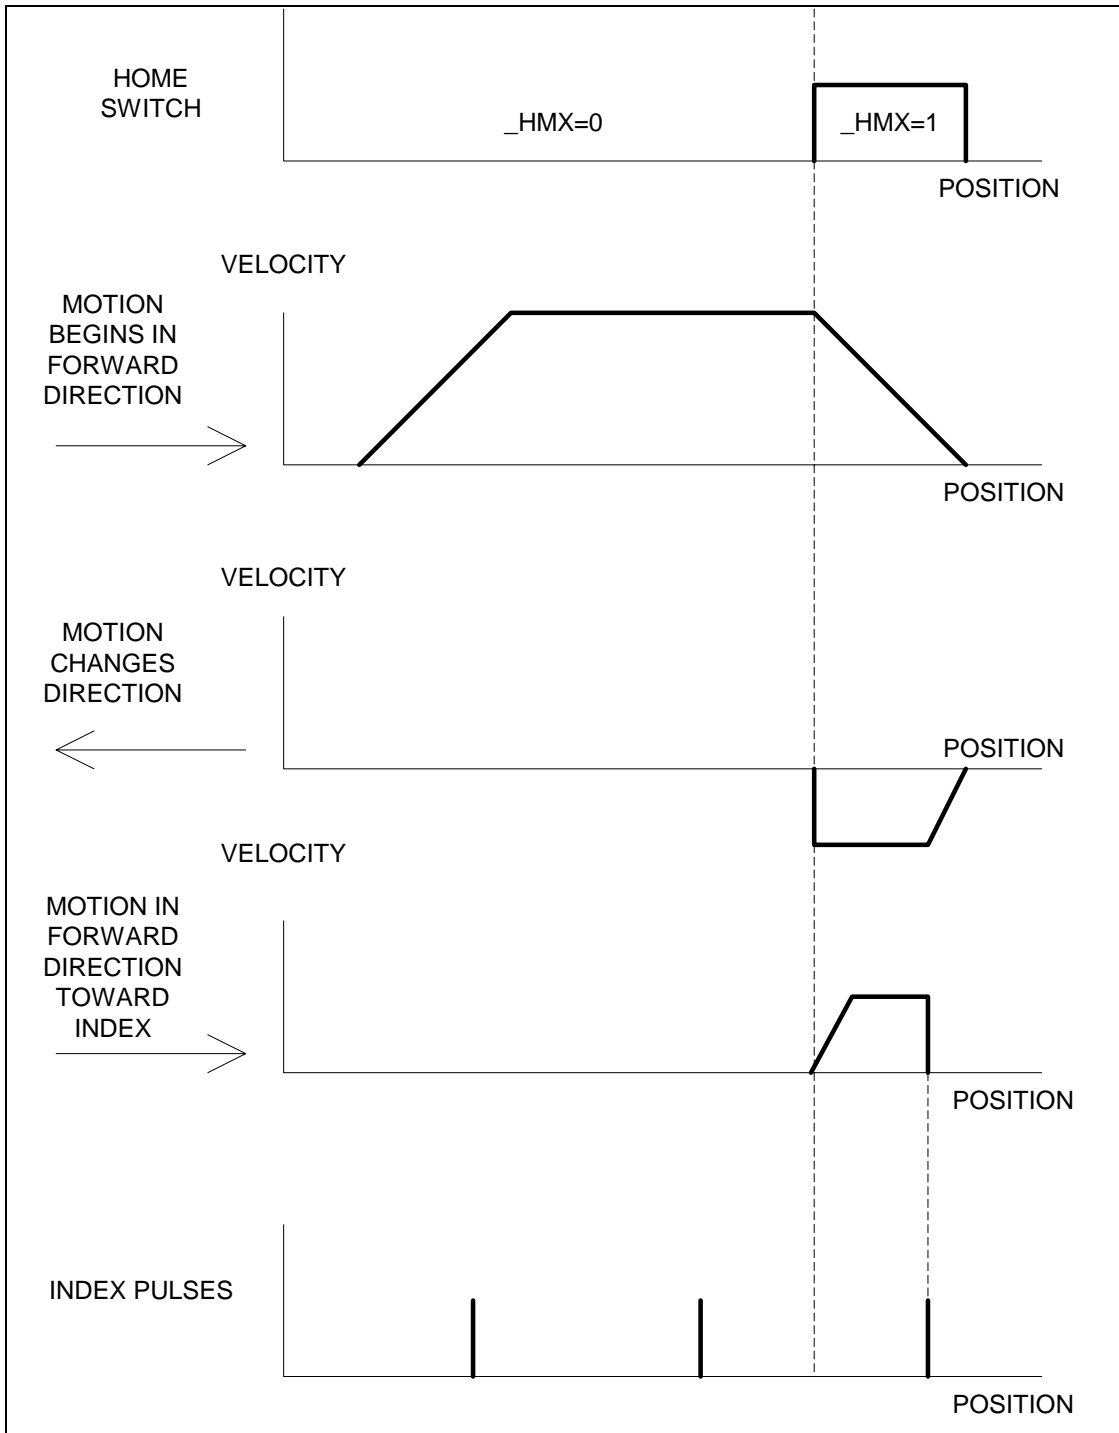 HOME
SWITCH
_HMX=0
_HMX=1
POSITION
VELOCITY
MOTION
BEGINS IN
FORWARD
DIRECTION
POSITION
VELOCITY
MOTION
CHANGES
DIRECTION
POSITION
VELOCITY
MOTION IN
FORWARD
DIRECTION
TOWARD
INDEX
POSITION
INDEX PULSES
POSITION